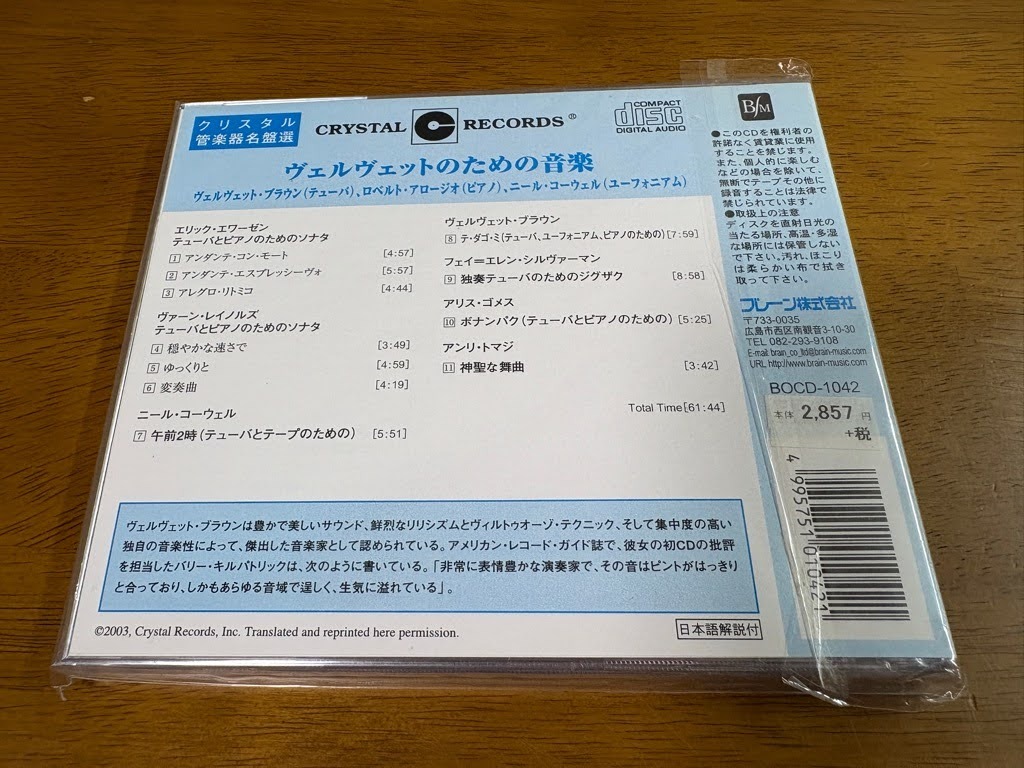 クリスタル
管楽器名盤選
CRYSTAL C RECORDS®
COMPACT
disc
DIGITAL AUDIO
ヴェルヴェットのための音楽
ヴェルヴェット・ブラウン(テューバ)、ロベルト・アロージオ(ピアノ)、ニール・コーウェル(ユーフォニアム)
エリック・エワーゼン
テューバとピアノのためのソナタ
1 アンダンテ・コン・モート [4:57]
2 アンダンテ・エスプレッシーヴォ [5:57]
3 アレグロ・リトミコ [4:44]
ヴァーン・レイノルズ
テューバとピアノのためのソナタ
4 穏やかな速さで [3:49]
5 ゆっくりと [4:59]
6 変奏曲 [4:19]
ニール・コーウェル
7 午前2時(テューバとテープのための) [5:51]
ヴェルヴェット・ブラウン
8 テ・ダゴ・ミ(テューバ、ユーフォニアム、ピアノのための) [7:59]
フェイ=エレン・シルヴァーマン
9 独奏テューバのためのジグザク [8:58]
アリス・ゴメス
10 ボナンパク(テューバとピアノのための) [5:25]
アンリ・トマジ
11 神聖な舞曲 [3:42]
Total Time[61:44]
ヴェルヴェット・ブラウンは豊かで美しいサウンド、鮮烈なリリシズムとヴィルトゥオーゾ・テクニック、そして集中度の高い
独自の音楽性によって、傑出した音楽家として認められている。アメリカン・レコード・ガイド誌で、彼女の初CDの批評
を担当したバリー・キルパトリックは、次のように書いている。「非常に表情豊かな演奏家で、その音はピントがはっきり
と合っており、しかもあらゆる音域で逞しく、生気に溢れている」。
©2003, Crystal Records, Inc. Translated and reprinted here permission.
日本語解説付
BfM
●このCDを権利者の
許諾なく賃貸業に使用
することを禁じます。
また、個人的に楽しむ
などの場合を除いて、
無断でテープその他に
録音することは法律で
禁じられています。
●取扱上の注意
ディスクを直射日光の
当たる場所、高温・多湿
な場所には保管しない
で下さい。汚れ、ほこり
は柔らかい布で拭き
取って下さい。
ブレーン株式会社
〒733-0035
広島市西区南観音3-10-30
TEL 082-293-9108
E-mail brain_co_ltd@brain-music.com
URL http://www.brain-music.com
BOCD-1042
本体 2,857円
+税
4 995751 010421